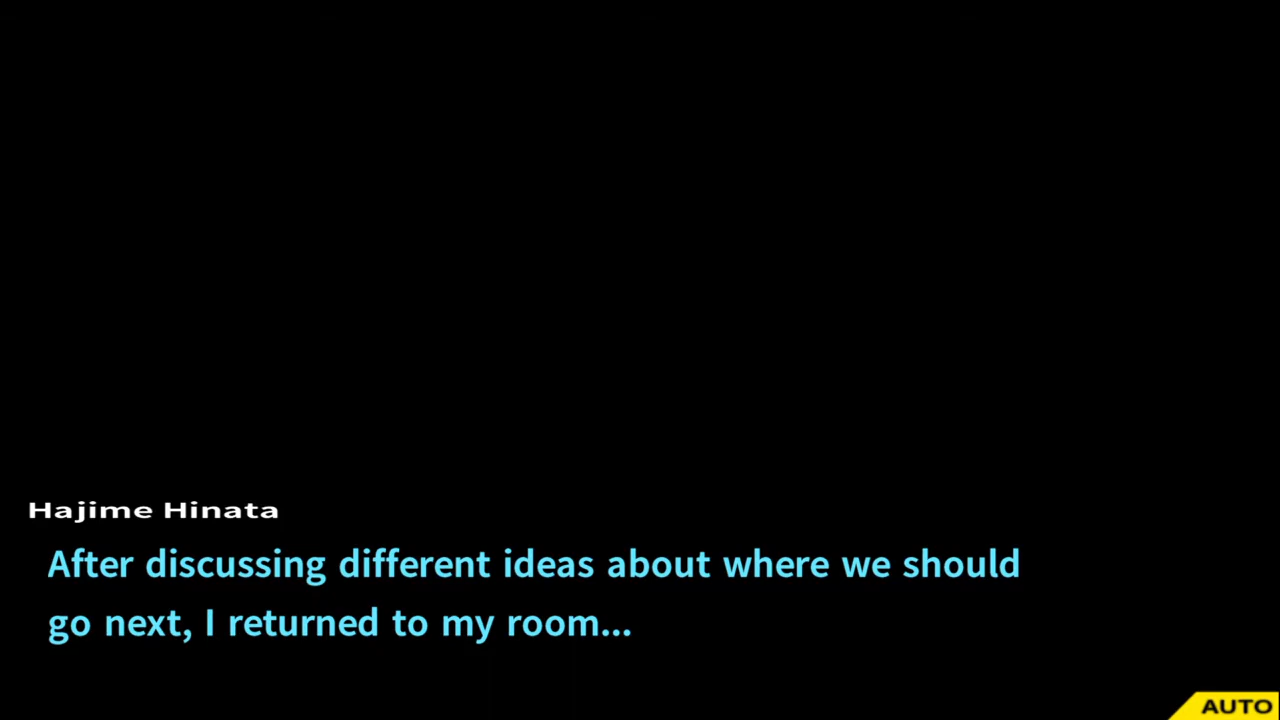 Hajime Hinata
After discussing different ideas about where we should
go next, I returned to my room...
AUTO